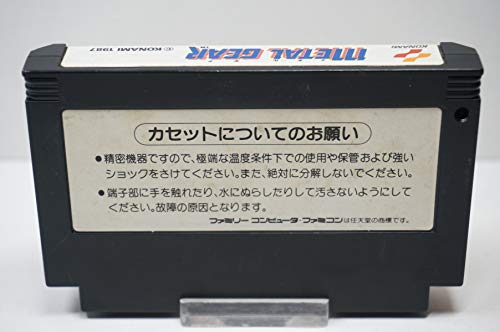 © KONAMI 1987
METAL GEAR™
KONAMI
カセットについてのお願い
●精密機器ですので、極端な温度条件下での使用や保管および強い
ショックをさけてください。また、絶対に分解しないでください。
●端子部に手を触れたり、水にぬらしたりして汚さないようにして
ください。故障の原因となります。
ファミリー コンピュータ・ファミコンは任天堂の商標です。